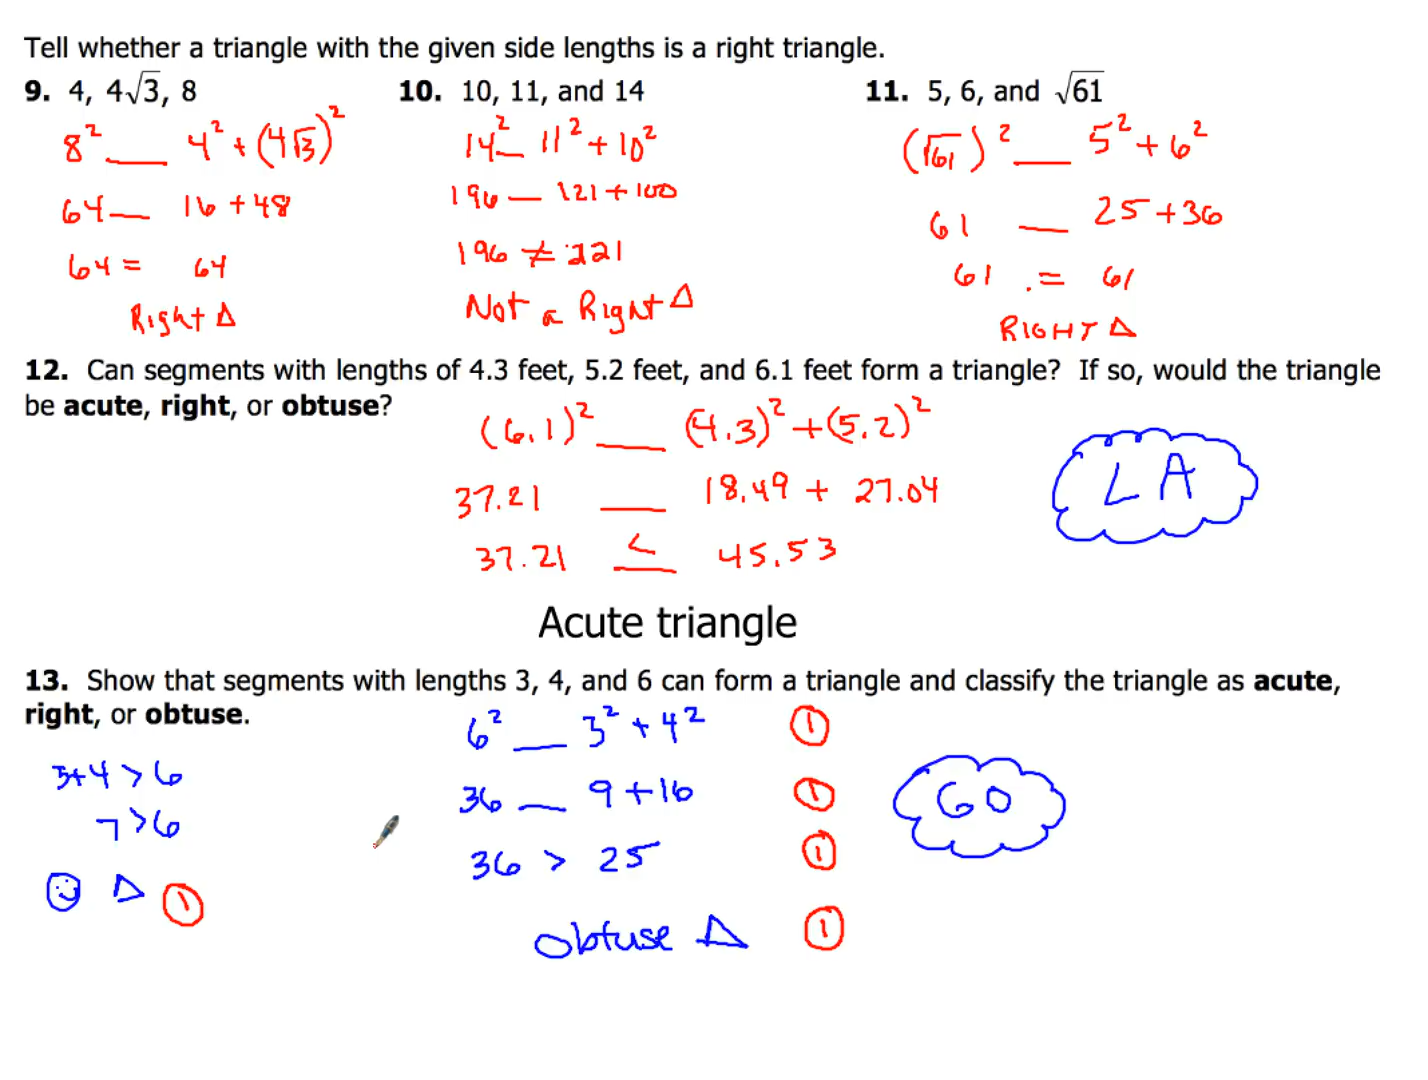 Tell whether a triangle with the given side lengths is a right triangle.
9. 4, 4√3, 8
10. 10, 11, and 14
11. 5, 6, and √61
8² __ 4² + (4√3)²
14² _ 11² + 10²
(√61)² __ 5² + 6²
64 __ 16 + 48
196 __ 121 + 100
61 __ 25 + 36
64 = 64
196 ≠ 221
61 = 61
Right △
Not a Right △
RIGHT △
12. Can segments with lengths of 4.3 feet, 5.2 feet, and 6.1 feet form a triangle? If so, would the triangle
be acute, right, or obtuse?
(6.1)² __ (4.3)² + (5.2)²
37.21 __ 18.49 + 27.04
LA
37.21 < 45.53
Acute triangle
13. Show that segments with lengths 3, 4, and 6 can form a triangle and classify the triangle as acute,
right, or obtuse.
6² __ 3² + 4² ①
3+4 > 6
36 __ 9 + 16 ①
GO
7 > 6
36 > 25 ①
△ ①
Obtuse △ ①